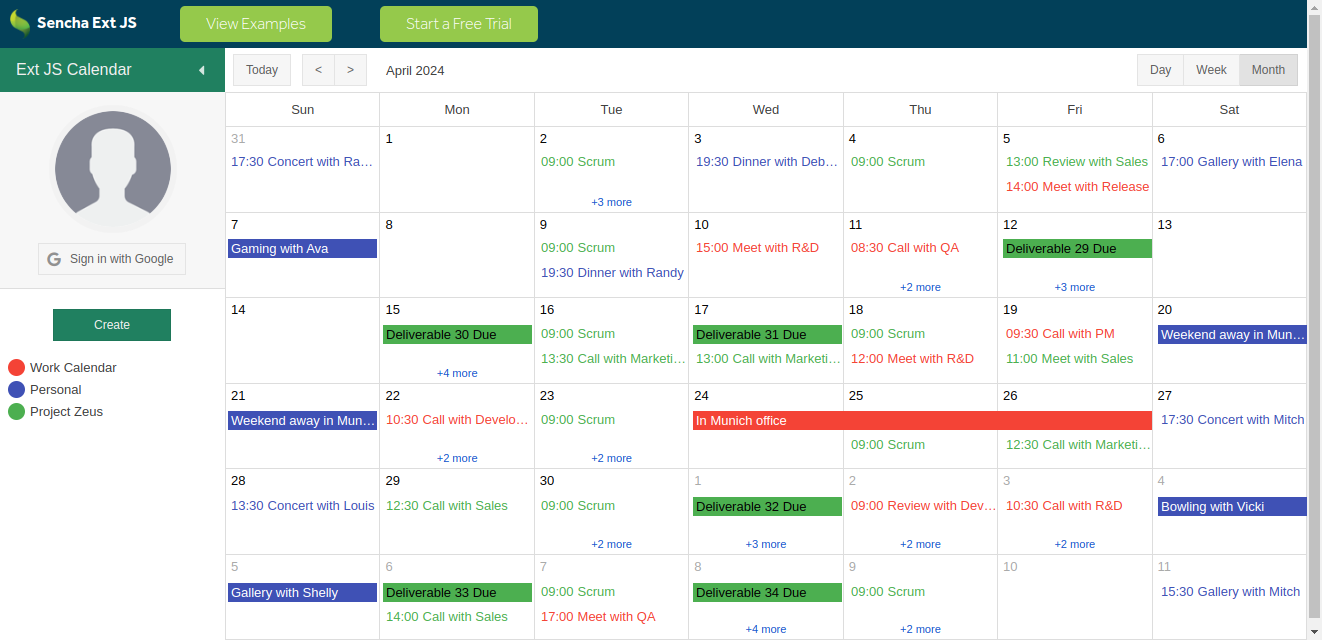 Sencha Ext JS
View Examples
Start a Free Trial
Ext JS Calendar
Today
<
>
April 2024
Day
Week
Month
Sign in with Google
Create
Work Calendar
Personal
Project Zeus
Sun
Mon
Tue
Wed
Thu
Fri
Sat
31
17:30 Concert with Ra…
1
2
09:00 Scrum
+3 more
3
19:30 Dinner with Deb…
4
09:00 Scrum
5
13:00 Review with Sales
14:00 Meet with Release
6
17:00 Gallery with Elena
7
Gaming with Ava
8
9
09:00 Scrum
19:30 Dinner with Randy
10
15:00 Meet with R&D
11
08:30 Call with QA
+2 more
12
Deliverable 29 Due
+3 more
13
14
15
Deliverable 30 Due
+4 more
16
09:00 Scrum
13:30 Call with Marketi…
17
Deliverable 31 Due
13:00 Call with Marketi…
18
09:00 Scrum
12:00 Meet with R&D
19
09:30 Call with PM
11:00 Meet with Sales
20
Weekend away in Mun…
21
Weekend away in Mun…
22
10:30 Call with Develo…
+2 more
23
09:00 Scrum
+2 more
24
In Munich office
25
09:00 Scrum
26
12:30 Call with Marketi…
27
17:30 Concert with Mitch
28
13:30 Concert with Louis
29
12:30 Call with Sales
30
09:00 Scrum
+2 more
1
Deliverable 32 Due
+3 more
2
09:00 Review with Dev…
+2 more
3
10:30 Call with R&D
+2 more
4
Bowling with Vicki
5
Gallery with Shelly
6
Deliverable 33 Due
14:00 Call with Sales
7
09:00 Scrum
17:00 Meet with QA
8
Deliverable 34 Due
+4 more
9
09:00 Scrum
+2 more
10
11
15:30 Gallery with Mitch